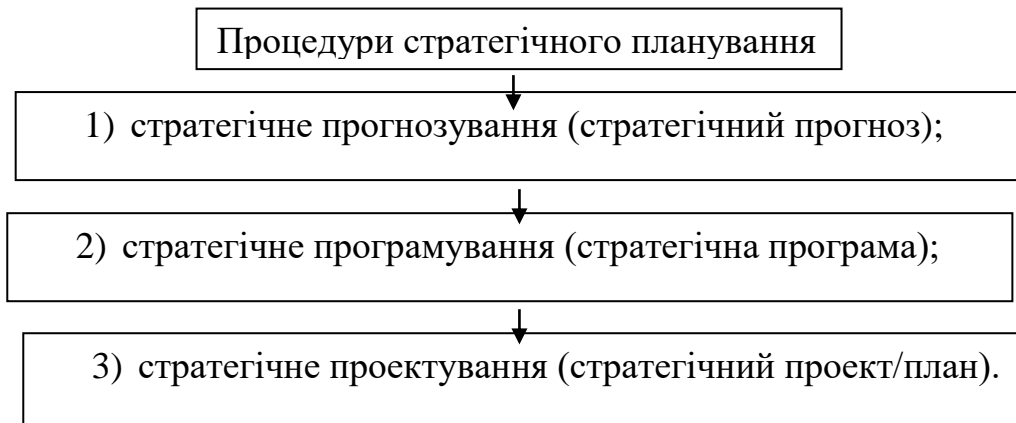 Процедури стратегічного планування
1) стратегічне прогнозування (стратегічний прогноз);
2) стратегічне програмування (стратегічна програма);
3) стратегічне проектування (стратегічний проект/план).